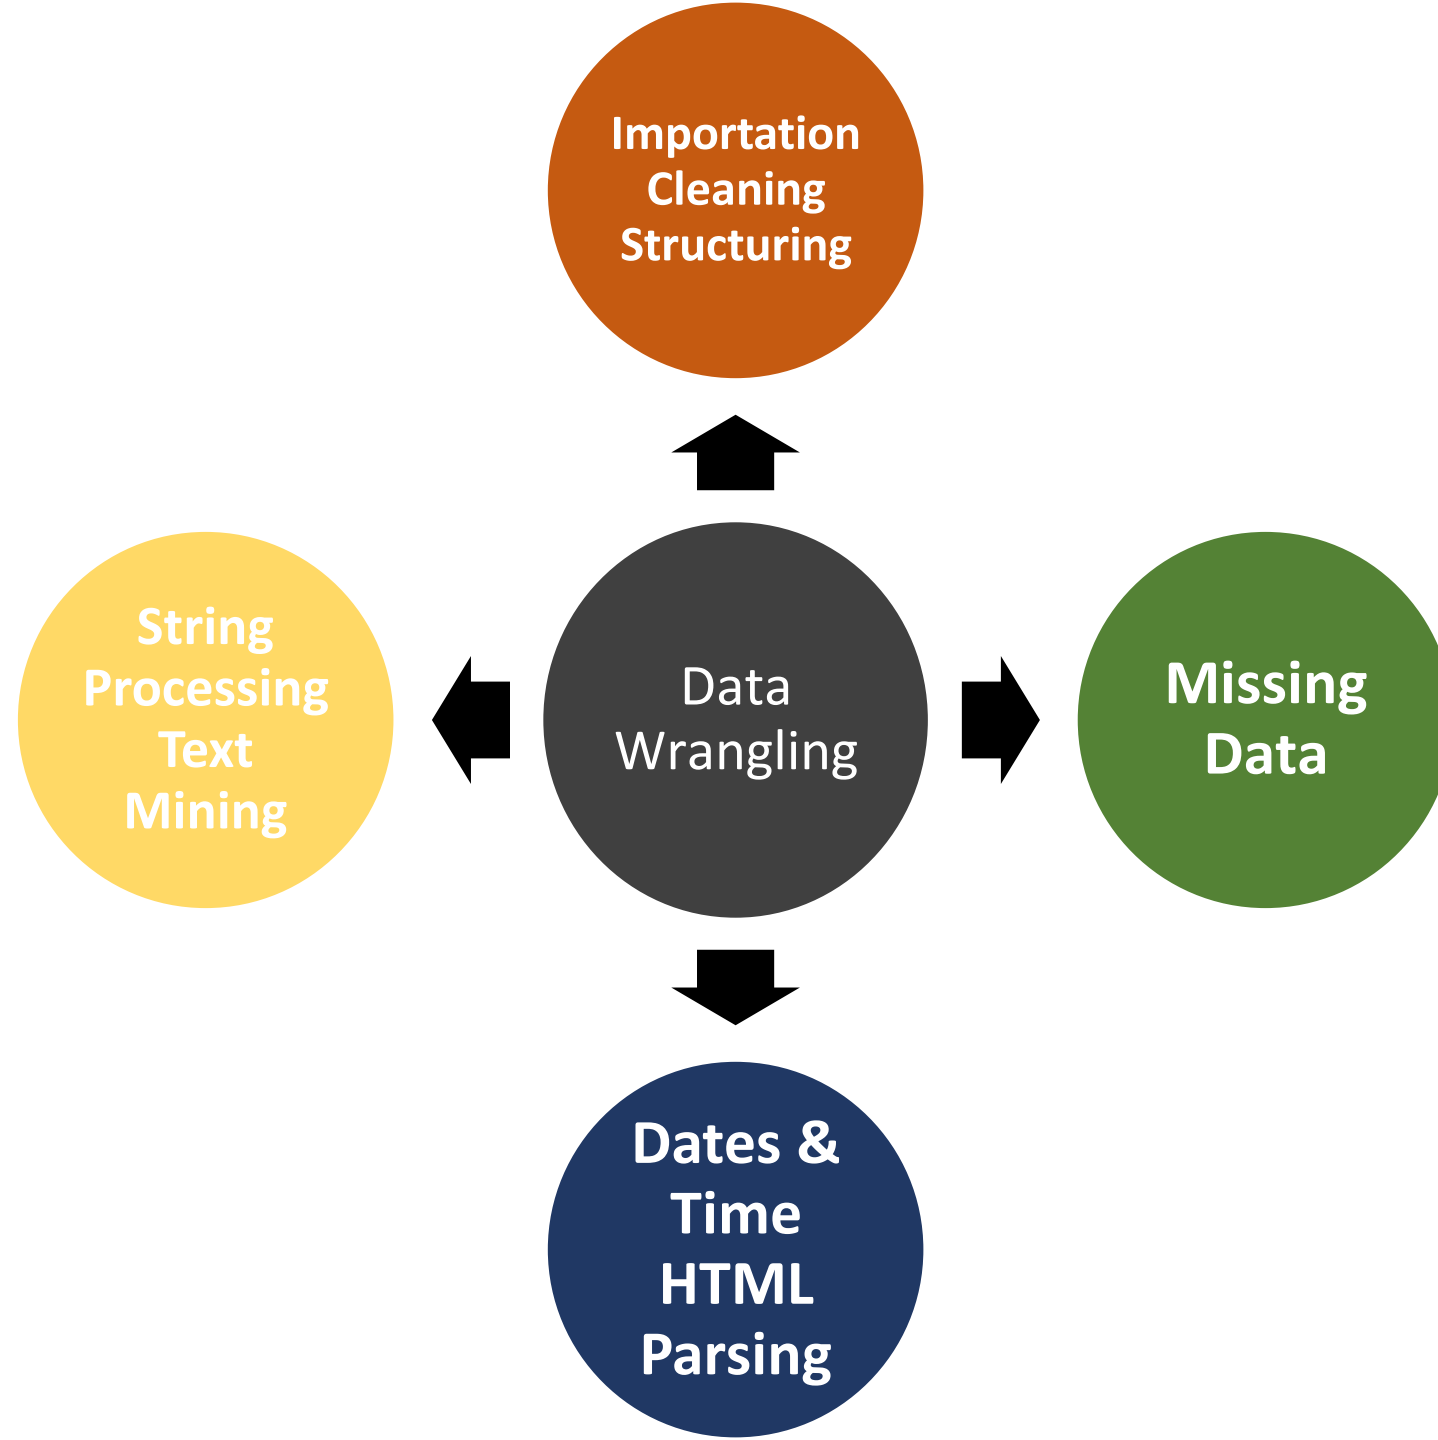 Importation
Cleaning
Structuring
String
Processing
Text
Mining
Data
Wrangling
Missing
Data
Dates &
Time
HTML
Parsing